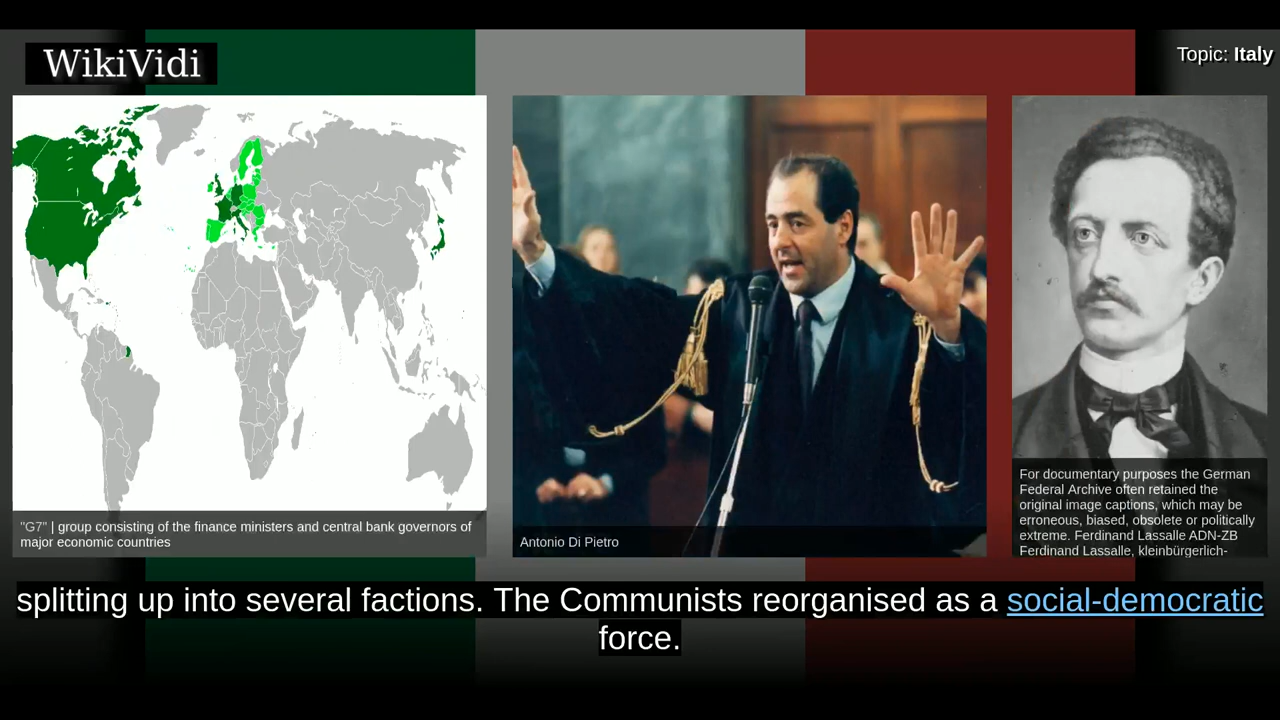 WikiVidi
Topic: Italy
"G7" | group consisting of the finance ministers and central bank governors of
major economic countries
Antonio Di Pietro
For documentary purposes the German
Federal Archive often retained the
original image captions, which may be
erroneous, biased, obsolete or politically
extreme. Ferdinand Lassalle ADN-ZB
Ferdinand Lassalle, kleinbürgerlich-
splitting up into several factions. The Communists reorganised as a social-democratic
force.